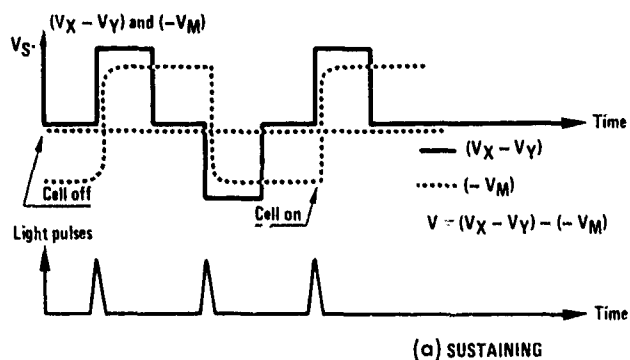 (VX – VY) and (–VM)
VS.
Time
(VX – VY)
(– VM)
V = (VX – VY) – (– VM)
Cell off
Cell on
Light pulses
Time
(a) SUSTAINING